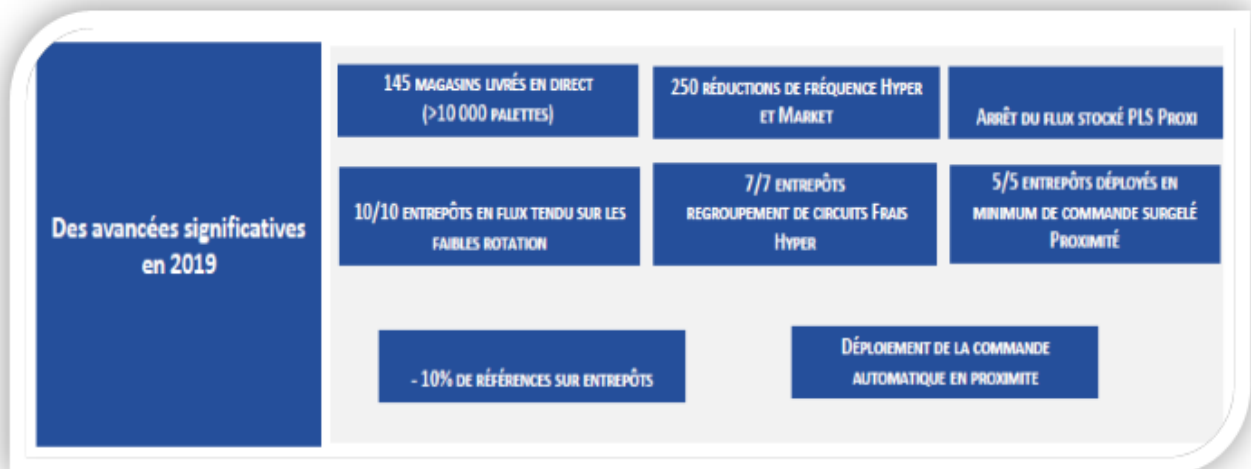 Des avancées significatives
en 2019
145 MAGASINS LIVRÉS EN DIRECT
(>10 000 PALETTES)
250 RÉDUCTIONS DE FRÉQUENCE HYPER
ET MARKET
ARRÊT DU FLUX STOCKÉ PLS PROXI
10/10 ENTREPÔTS EN FLUX TENDU SUR LES
FAIBLES ROTATION
7/7 ENTREPÔTS
REGROUPEMENT DE CIRCUITS FRAIS
HYPER
5/5 ENTREPÔTS DÉPLOYÉS EN
MINIMUM DE COMMANDE SURGELÉ
PROXIMITÉ
- 10% DE RÉFÉRENCES SUR ENTREPÔTS
DÉPLOIEMENT DE LA COMMANDE
AUTOMATIQUE EN PROXIMITE